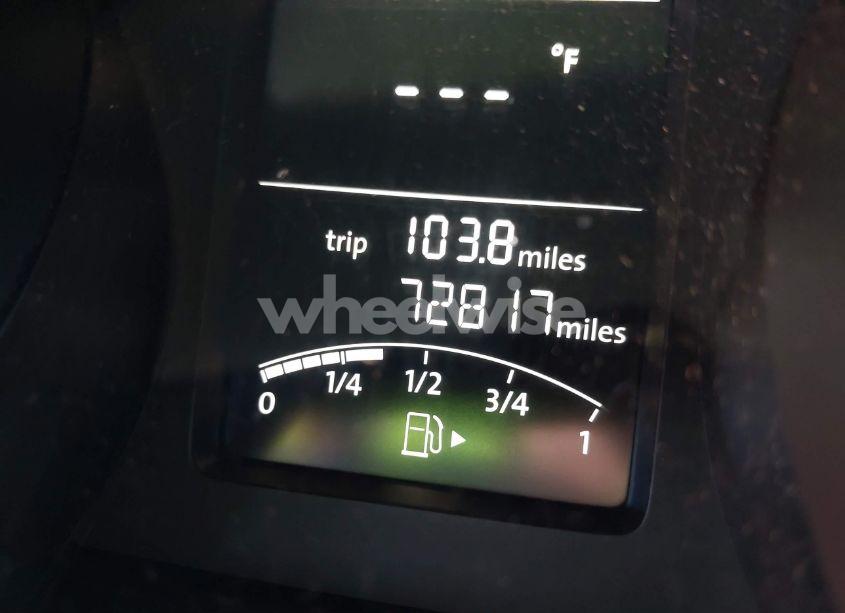 °F
---
trip 103.8 miles
72817 miles
wheelwise
0 1/4 1/2 3/4 1